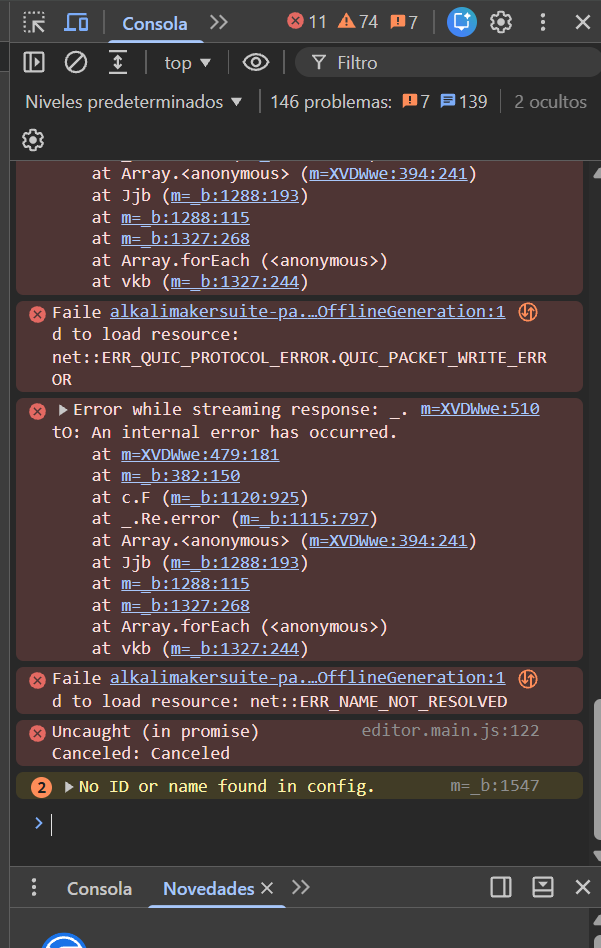 Consola 11 74 7
top Filtro
Niveles predeterminados 146 problemas: 7 139 2 ocultos
at Array.<anonymous> (m=XVDWwe:394:241)
at Jjb (m=_b:1288:193)
at m=_b:1288:115
at m=_b:1327:268
at Array.forEach (<anonymous>)
at vkb (m=_b:1327:244)
Faile alkalimakersuite-pa.…OfflineGeneration:1
d to load resource:
net::ERR_QUIC_PROTOCOL_ERROR.QUIC_PACKET_WRITE_ERR
OR
Error while streaming response: _. m=XVDWwe:510
tO: An internal error has occurred.
at m=XVDWwe:479:181
at m=_b:382:150
at c.F (m=_b:1120:925)
at _.Re.error (m=_b:1115:797)
at Array.<anonymous> (m=XVDWwe:394:241)
at Jjb (m=_b:1288:193)
at m=_b:1288:115
at m=_b:1327:268
at Array.forEach (<anonymous>)
at vkb (m=_b:1327:244)
Faile alkalimakersuite-pa.…OfflineGeneration:1
d to load resource: net::ERR_NAME_NOT_RESOLVED
Uncaught (in promise) editor.main.js:122
Canceled: Canceled
2 No ID or name found in config. m=_b:1547
Consola Novedades